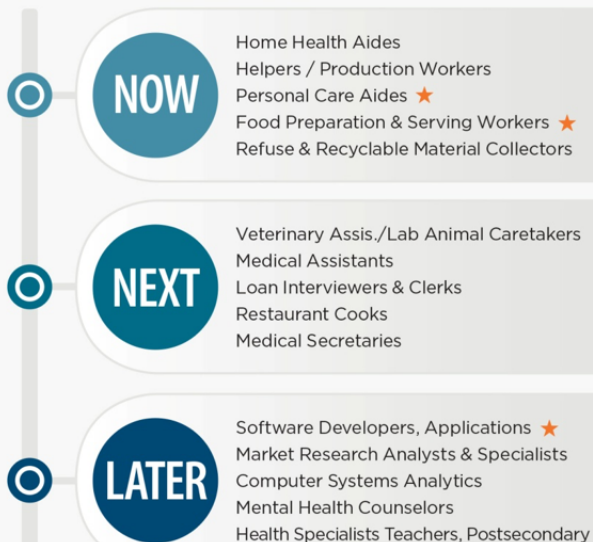 NOW
Home Health Aides
Helpers / Production Workers
Personal Care Aides ★
Food Preparation & Serving Workers ★
Refuse & Recyclable Material Collectors
NEXT
Veterinary Assis./Lab Animal Caretakers
Medical Assistants
Loan Interviewers & Clerks
Restaurant Cooks
Medical Secretaries
LATER
Software Developers, Applications ★
Market Research Analysts & Specialists
Computer Systems Analytics
Mental Health Counselors
Health Specialists Teachers, Postsecondary